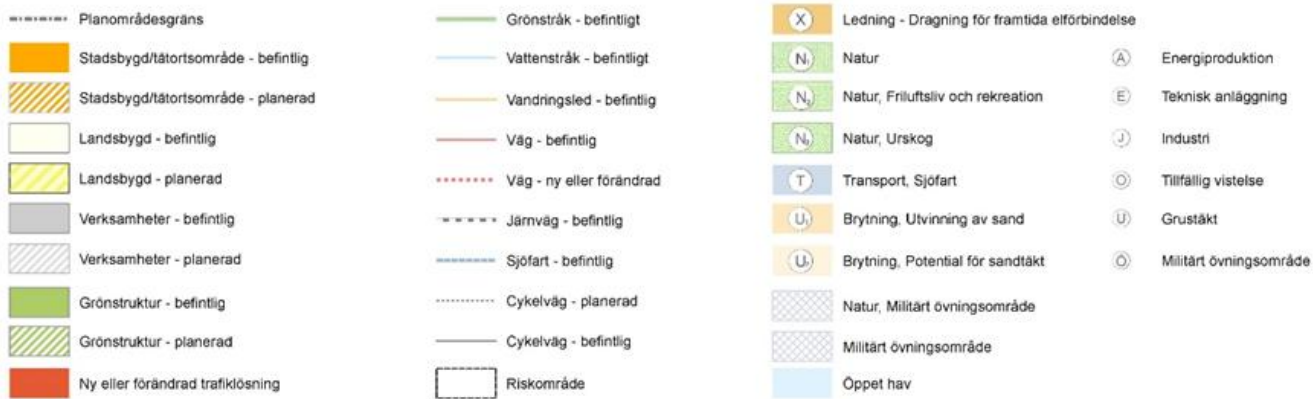 Planområdesgräns
Stadsbygd/tätortsområde - befintlig
Stadsbygd/tätortsområde - planerad
Landsbygd - befintlig
Landsbygd - planerad
Verksamheter - befintlig
Verksamheter - planerad
Grönstruktur - befintlig
Grönstruktur - planerad
Ny eller förändrad trafiklösning
Grönstråk - befintligt
Vattenstråk - befintligt
Vandringsled - befintlig
Väg - befintlig
Väg - ny eller förändrad
Järnväg - befintlig
Sjöfart - befintlig
Cykelväg - planerad
Cykelväg - befintlig
Riskområde
X Ledning - Dragning för framtida elförbindelse
N₁ Natur
N₂ Natur, Friluftsliv och rekreation
N Natur, Urskog
T Transport, Sjöfart
U₁ Brytning, Utvinning av sand
U Brytning, Potential för sandtäkt
Natur, Militärt övningsområde
Militärt övningsområde
Öppet hav
A Energiproduktion
E Teknisk anläggning
J Industri
O Tillfällig vistelse
U Grustäkt
Ö Militärt övningsområde